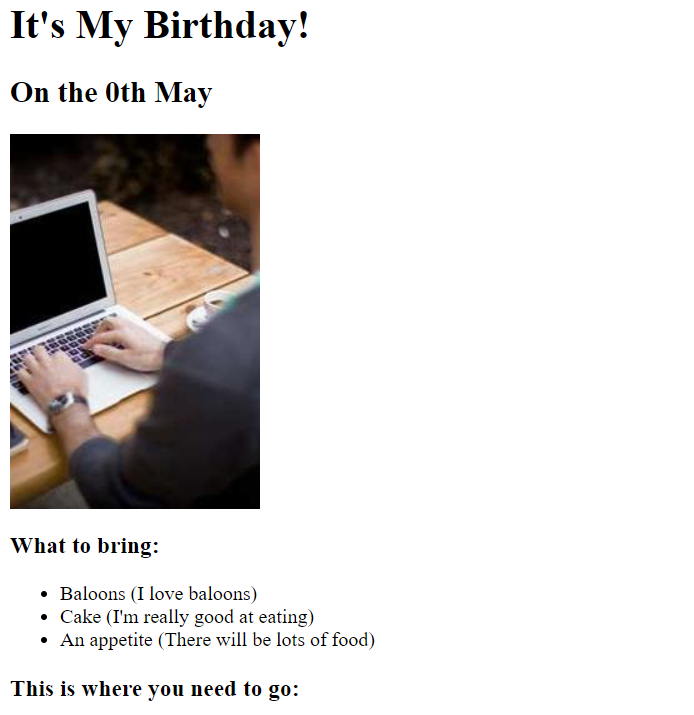 It's My Birthday!
On the 0th May
What to bring:
Baloons (I love baloons)
Cake (I'm really good at eating)
An appetite (There will be lots of food)
This is where you need to go: